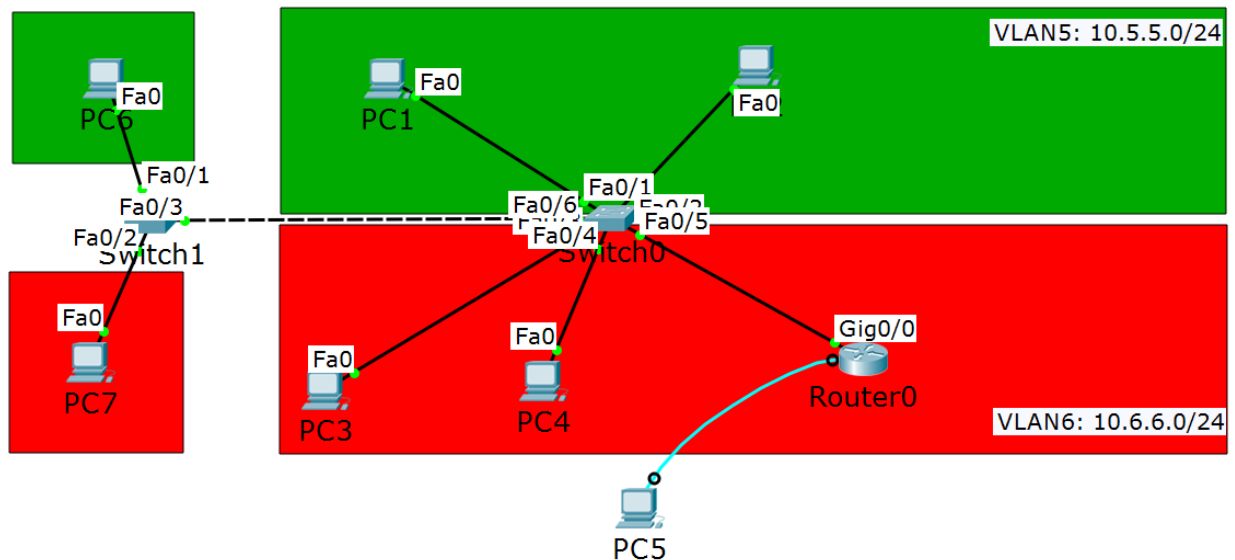 VLAN5: 10.5.5.0/24
Fa0
Fa0
Fa0
PC6
PC1
Fa0/1
Fa0/1
Fa0/3
Fa0/6
Fa0/5
Fa0/2
Fa0/4
Switch1
Switch0
Fa0
Fa0
Fa0
Gig0/0
PC7
PC3
PC4
Router0
VLAN6: 10.6.6.0/24
PC5